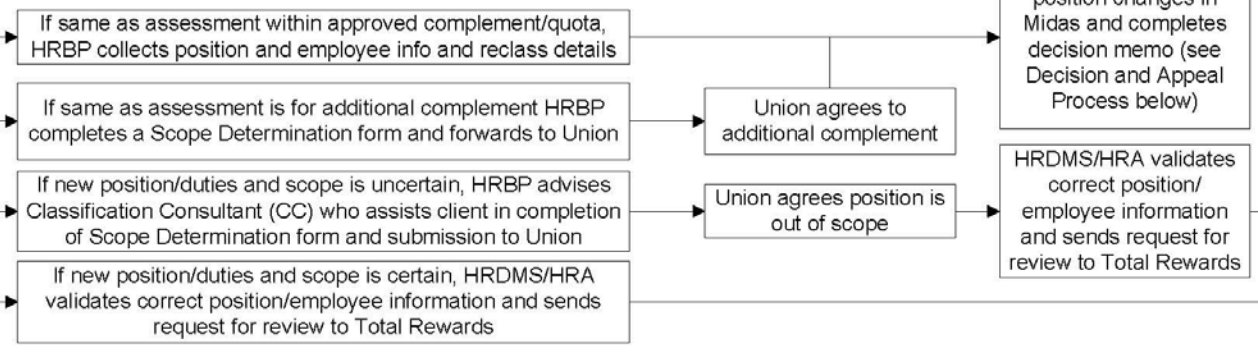 If same as assessment within approved complement/quota,
HRBP collects position and employee info and reclass details
position changes in
Midas and completes
decision memo (see
Decision and Appeal
Process below)
If same as assessment is for additional complement HRBP
completes a Scope Determination form and forwards to Union
Union agrees to
additional complement
If new position/duties and scope is uncertain, HRBP advises
Classification Consultant (CC) who assists client in completion
of Scope Determination form and submission to Union
Union agrees position is
out of scope
HRDMS/HRA validates
correct position/
employee information
and sends request for
review to Total Rewards
If new position/duties and scope is certain, HRDMS/HRA
validates correct position/employee information and sends
request for review to Total Rewards